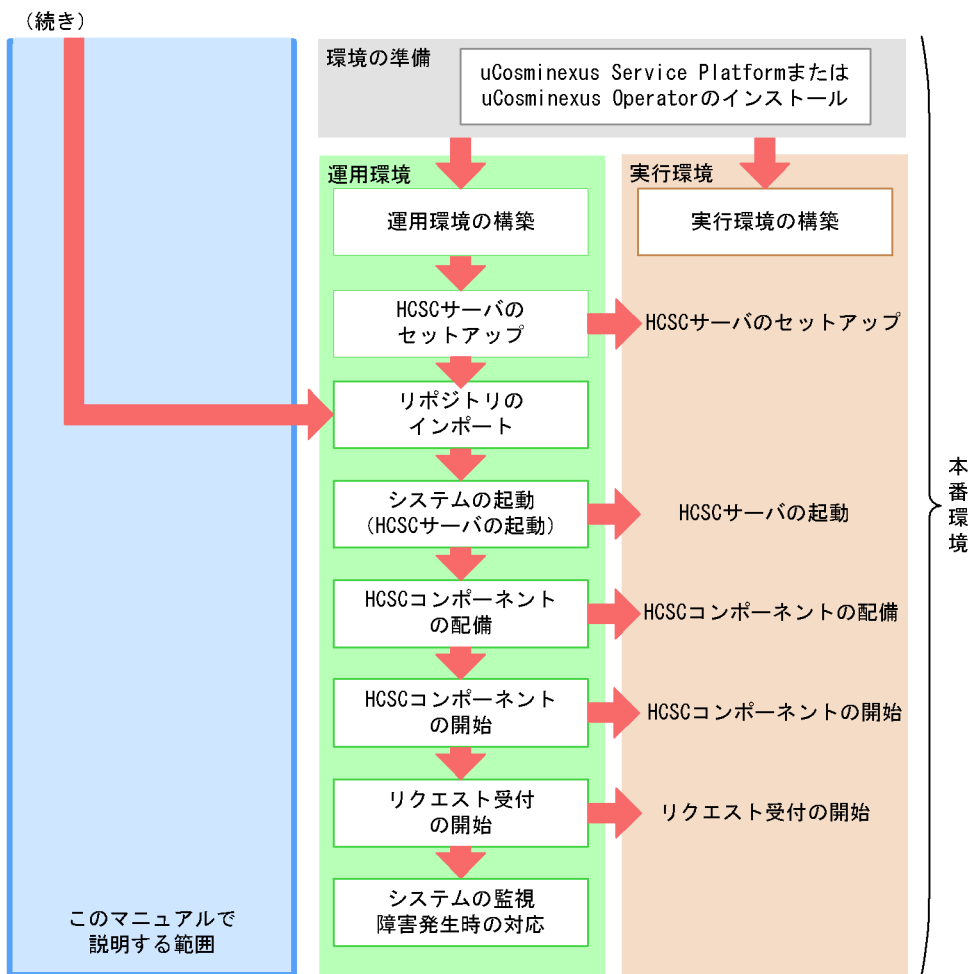 (続き)
環境の準備
uCosminexus Service Platformまたは
uCosminexus Operatorのインストール
運用環境
実行環境
運用環境の構築
実行環境の構築
HCSCサーバの
セットアップ
HCSCサーバのセットアップ
リポジトリの
インポート
システムの起動
(HCSCサーバの起動)
HCSCサーバの起動
HCSCコンポーネント
の配備
HCSCコンポーネントの配備
HCSCコンポーネント
の開始
HCSCコンポーネントの開始
リクエスト受付
の開始
リクエスト受付の開始
システムの監視
障害発生時の対応
このマニュアルで
説明する範囲
本番環境